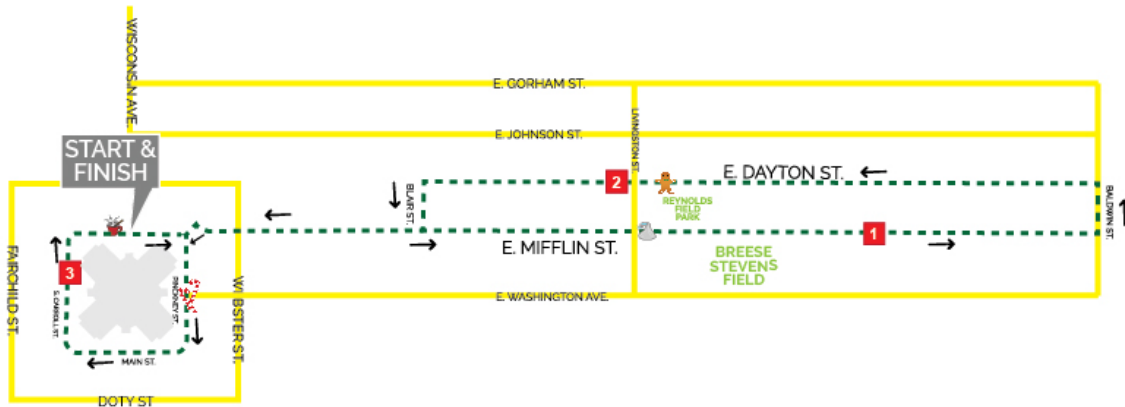 WISCONSIN AVE.
E. GORHAM ST.
LIVINGSTON ST.
E. JOHNSON ST.
START &
FINISH
2
E. DAYTON ST.
BLAIR ST.
REYNOLDS
FIELD
PARK
BALDWIN ST.
1
E. MIFFLIN ST.
BREESE
STEVENS
FIELD
FAIRCHILD ST.
3
S. CARROLL ST.
PINCKNEY ST.
WEBSTER ST.
E. WASHINGTON AVE.
MAIN ST.
DOTY ST